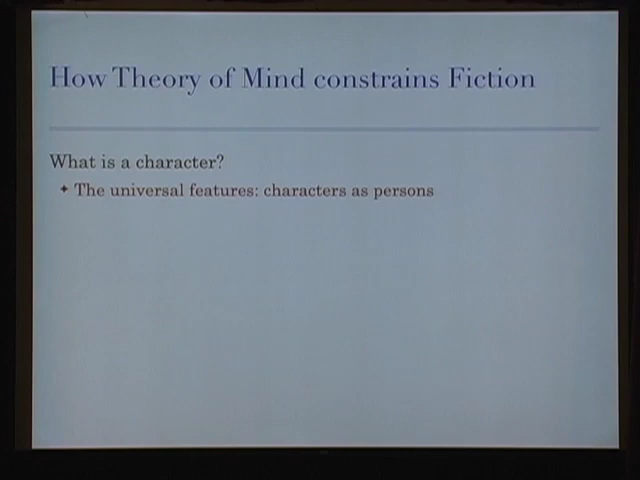 How Theory of Mind constrains Fiction
What is a character?
✦ The universal features: characters as persons